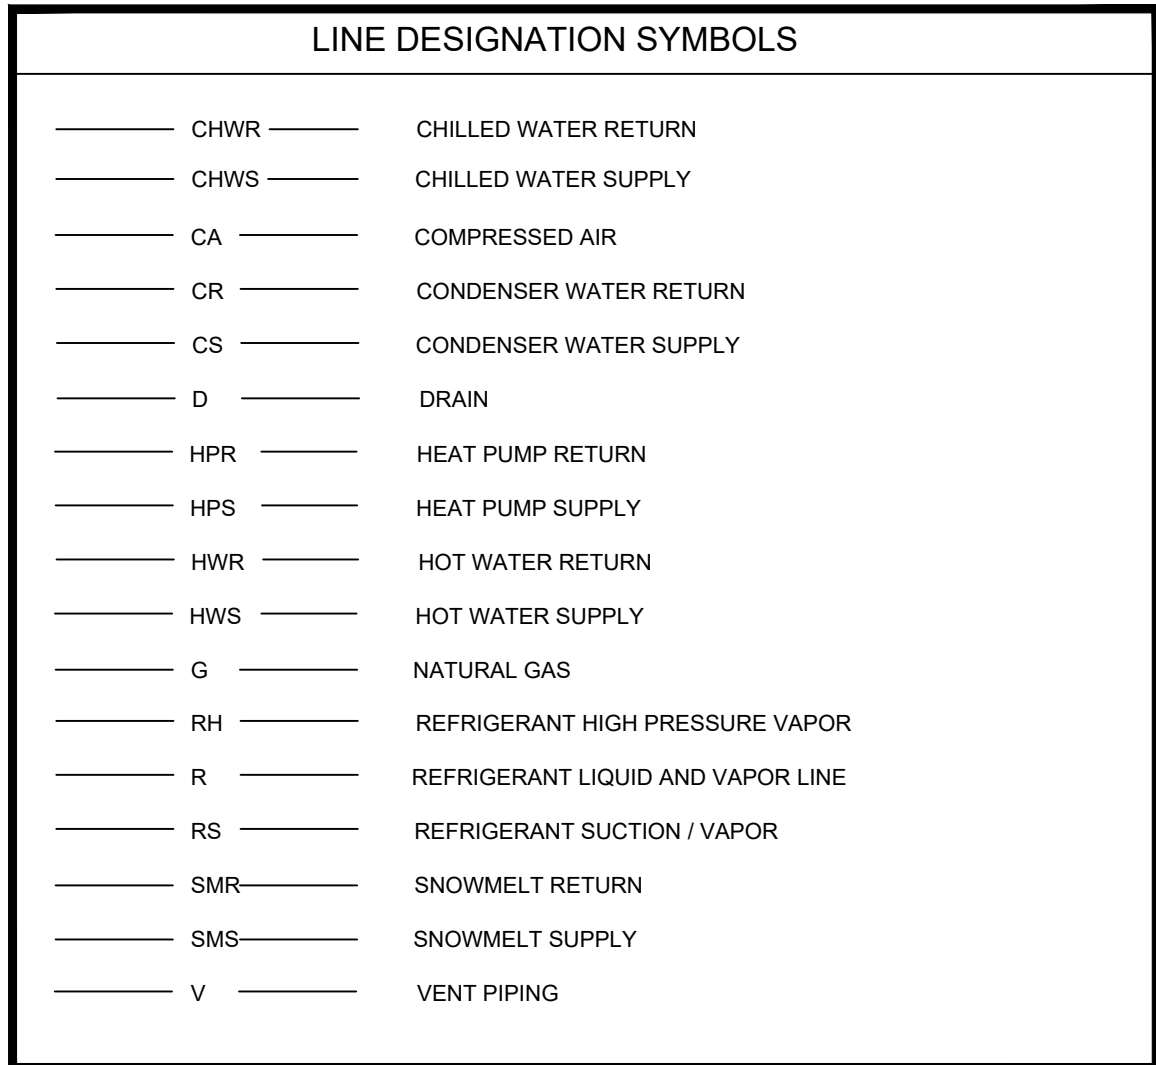 LINE DESIGNATION SYMBOLS
CHWR CHILLED WATER RETURN
CHWS CHILLED WATER SUPPLY
CA COMPRESSED AIR
CR CONDENSER WATER RETURN
CS CONDENSER WATER SUPPLY
D DRAIN
HPR HEAT PUMP RETURN
HPS HEAT PUMP SUPPLY
HWR HOT WATER RETURN
HWS HOT WATER SUPPLY
G NATURAL GAS
RH REFRIGERANT HIGH PRESSURE VAPOR
R REFRIGERANT LIQUID AND VAPOR LINE
RS REFRIGERANT SUCTION / VAPOR
SMR SNOWMELT RETURN
SMS SNOWMELT SUPPLY
V VENT PIPING